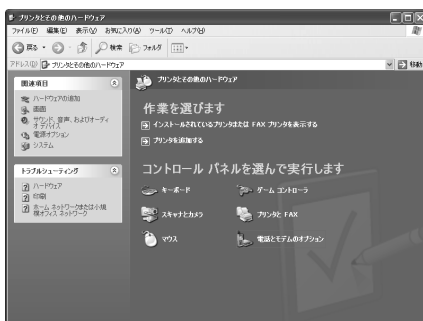 プリンタとその他のハードウェア
ファイル(F) 編集(E) 表示(V) お気に入り(A) ツール(T) ヘルプ(H)
戻る 検索 フォルダ
アドレス(D) プリンタとその他のハードウェア 移動
関連項目
ハードウェアの追加
画面
サウンド、音声、およびオーディオ デバイス
電源オプション
システム
トラブルシューティング
ハードウェア
印刷
ホーム ネットワークまたは小規模オフィス ネットワーク
プリンタとその他のハードウェア
作業を選びます
インストールされているプリンタまたは FAX プリンタを表示する
プリンタを追加する
コントロール パネルを選んで実行します
キーボード
ゲーム コントローラ
スキャナとカメラ
プリンタと FAX
マウス
電話とモデムのオプション